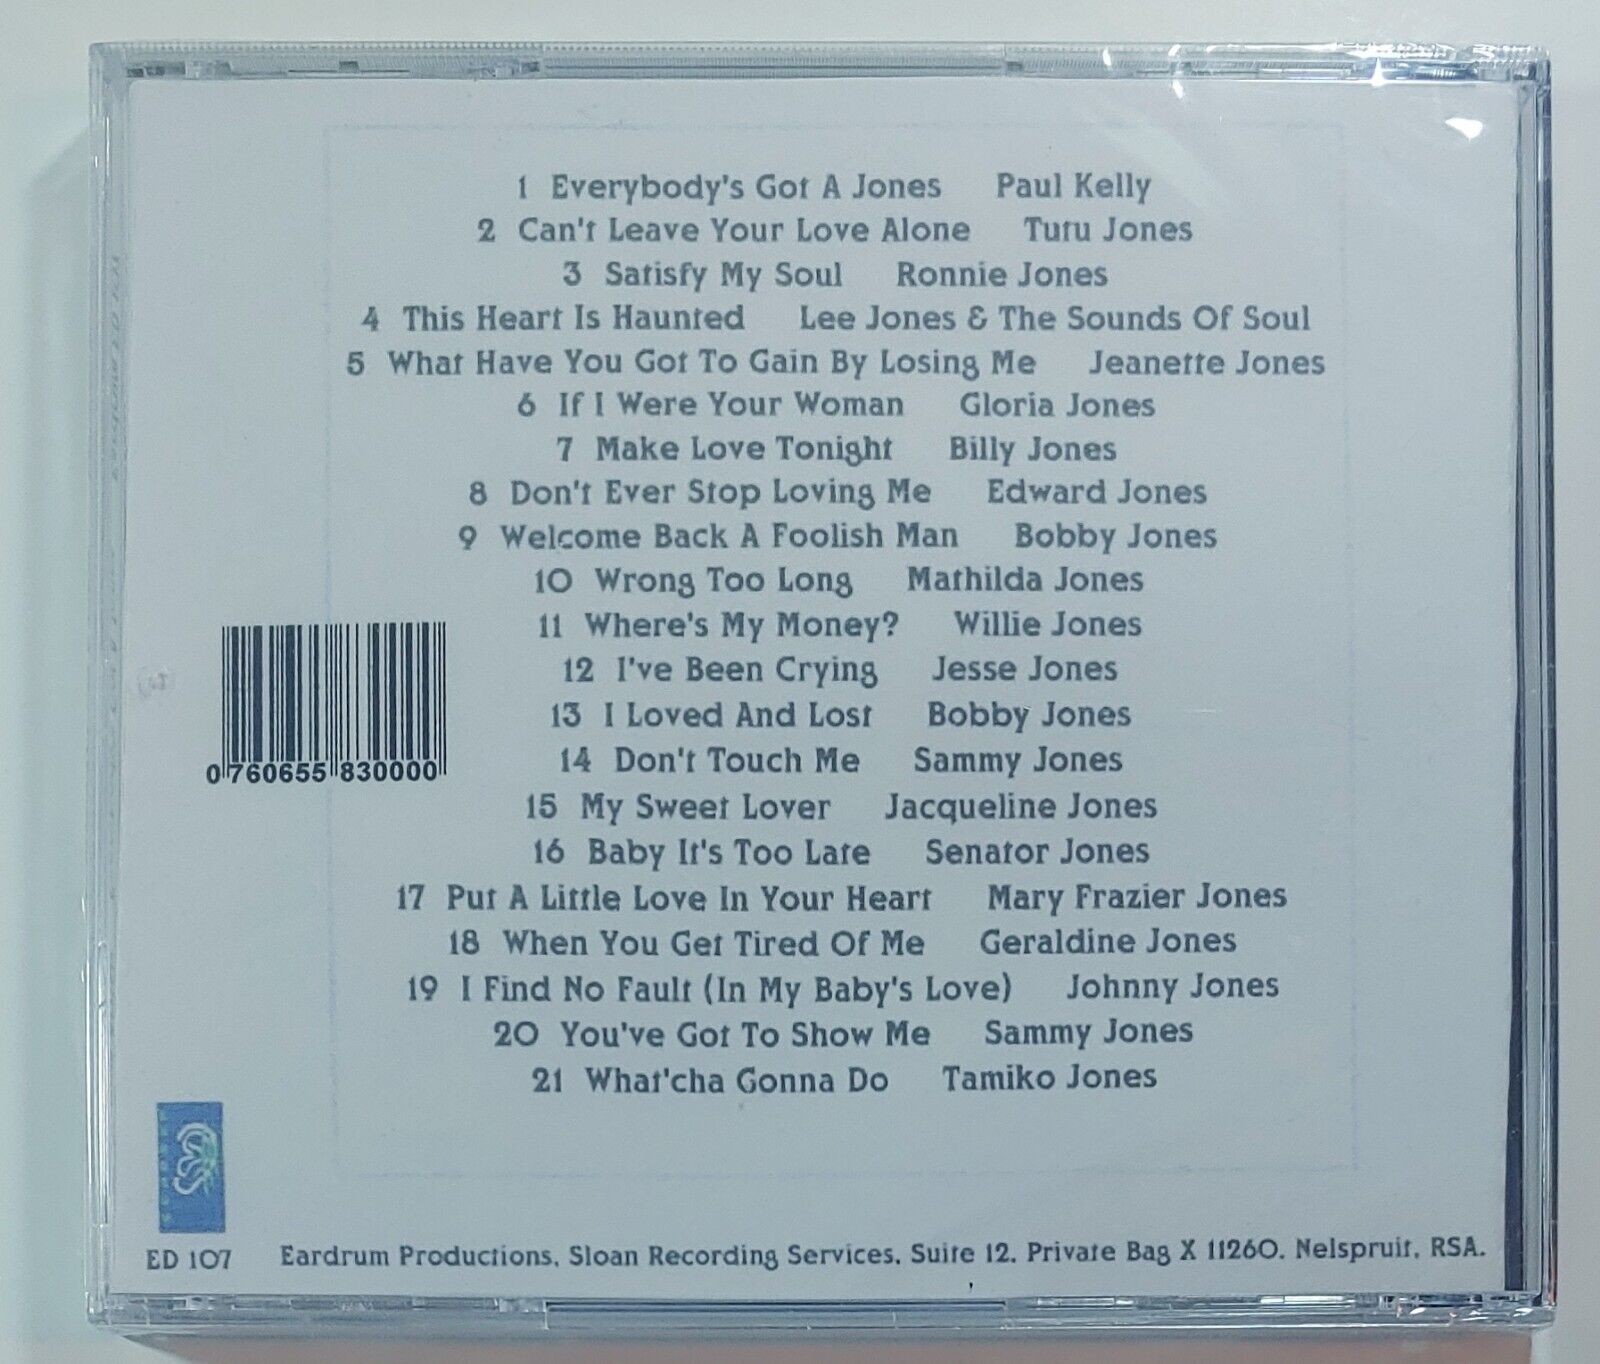 1 Everybody's Got A Jones Paul Kelly
2 Can't Leave Your Love Alone Tutu Jones
3 Satisfy My Soul Ronnie Jones
4 This Heart Is Haunted Lee Jones & The Sounds Of Soul
5 What Have You Got To Gain By Losing Me Jeanette Jones
6 If I Were Your Woman Gloria Jones
7 Make Love Tonight Billy Jones
8 Don't Ever Stop Loving Me Edward Jones
9 Welcome Back A Foolish Man Bobby Jones
10 Wrong Too Long Mathilda Jones
11 Where's My Money? Willie Jones
12 I've Been Crying Jesse Jones
13 I Loved And Lost Bobby Jones
14 Don't Touch Me Sammy Jones
15 My Sweet Lover Jacqueline Jones
16 Baby It's Too Late Senator Jones
17 Put A Little Love In Your Heart Mary Frazier Jones
18 When You Get Tired Of Me Geraldine Jones
19 I Find No Fault (In My Baby's Love) Johnny Jones
20 You've Got To Show Me Sammy Jones
21 What'cha Gonna Do Tamiko Jones
0 760655 830000
ED 107 Eardrum Productions, Sloan Recording Services, Suite 12, Private Bag X 11260, Nelspruit, RSA.